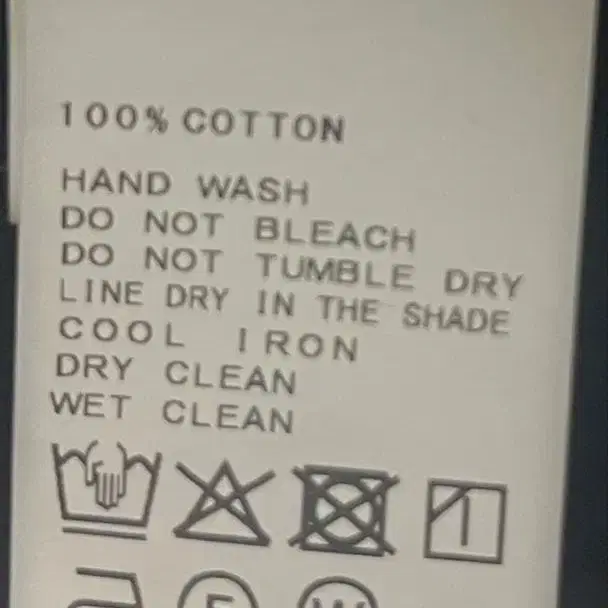 100% COTTON
HAND WASH
DO NOT BLEACH
DO NOT TUMBLE DRY
LINE DRY IN THE SHADE
COOL IRON
DRY CLEAN
WET CLEAN